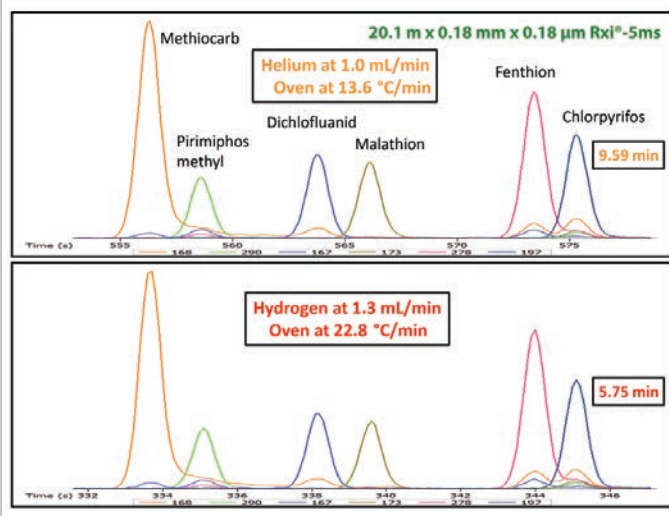 20.1 m x 0.18 mm x 0.18 µm Rxi®-5ms
Methiocarb
Helium at 1.0 mL/min
Oven at 13.6 °C/min
Fenthion
Pirimiphos
methyl
Dichlofluanid
Malathion
Chlorpyrifos
9.59 min
Time (s) 555 560 565 570 575
168 290 167 173 278 197
Hydrogen at 1.3 mL/min
Oven at 22.8 °C/min
5.75 min
Time (s) 332 334 336 338 340 342 344 346
168 290 167 173 278 197